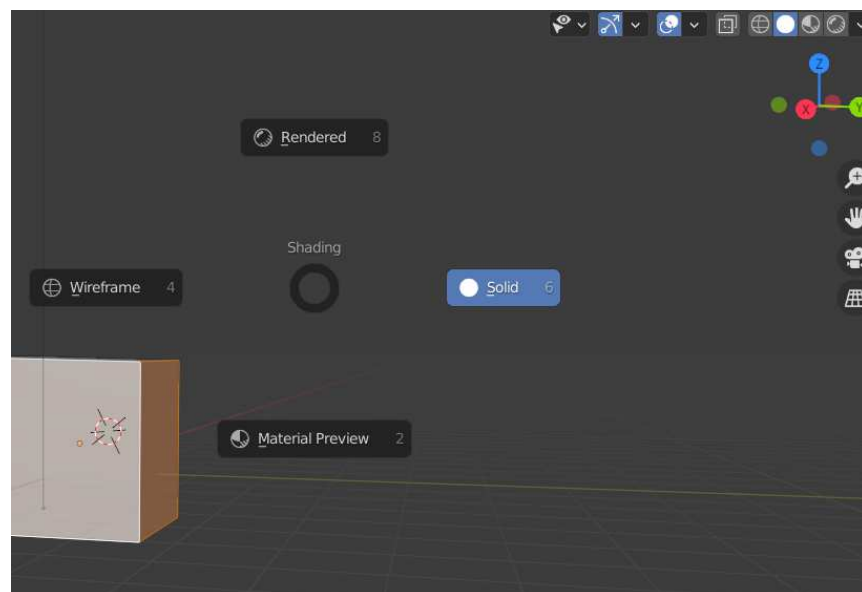 Z
X
Y
Rendered 8
Shading
Wireframe 4
Solid 6
Material Preview 2